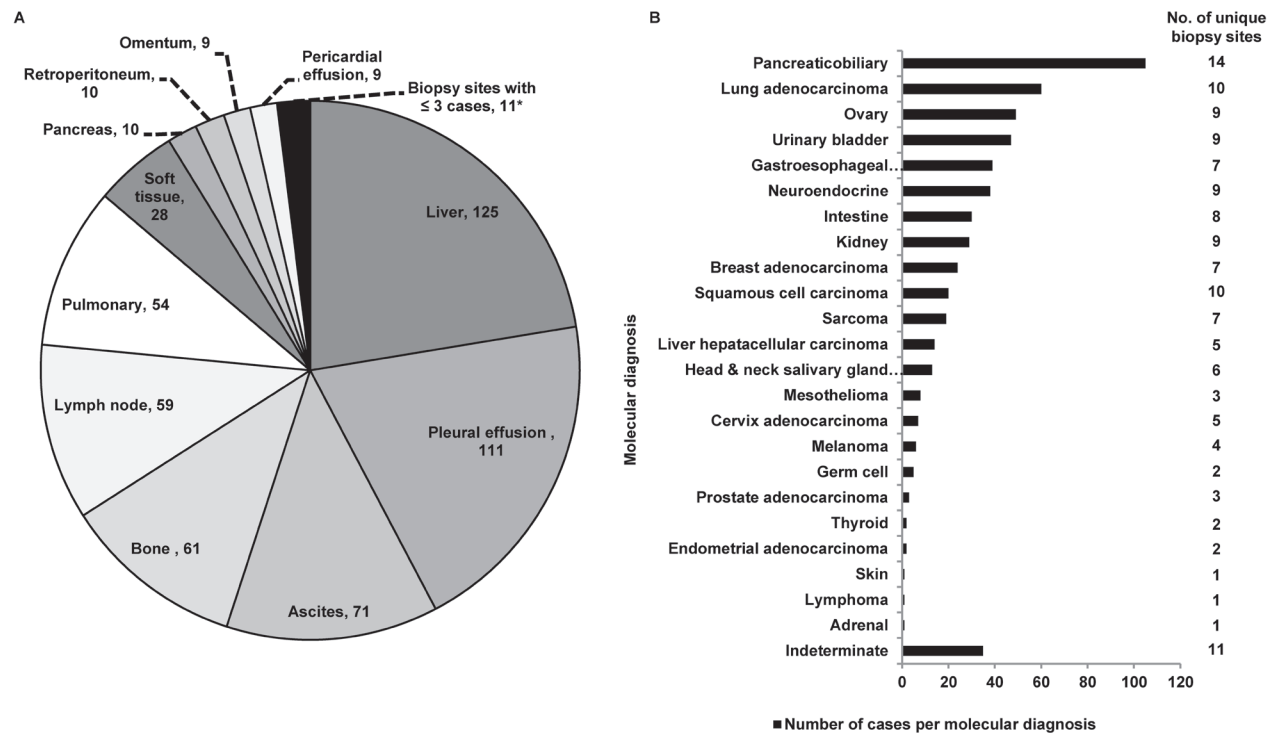 A
Omentum, 9
Pericardial
effusion, 9
Retroperitoneum,
10
Biopsy sites with
≤ 3 cases, 11*
Pancreas, 10
Soft
tissue,
28
Liver, 125
Pulmonary, 54
Lymph node, 59
Pleural effusion ,
111
Bone , 61
Ascites, 71
B
No. of unique
biopsy sites
Molecular diagnosis
Pancreaticobiliary 14
Lung adenocarcinoma 10
Ovary 9
Urinary bladder 9
Gastroesophageal... 7
Neuroendocrine 9
Intestine 8
Kidney 9
Breast adenocarcinoma 7
Squamous cell carcinoma 10
Sarcoma 7
Liver hepatacellular carcinoma 5
Head & neck salivary gland... 6
Mesothelioma 3
Cervix adenocarcinoma 5
Melanoma 4
Germ cell 2
Prostate adenocarcinoma 3
Thyroid 2
Endometrial adenocarcinoma 2
Skin 1
Lymphoma 1
Adrenal 1
Indeterminate 11
0 20 40 60 80 100 120
Number of cases per molecular diagnosis